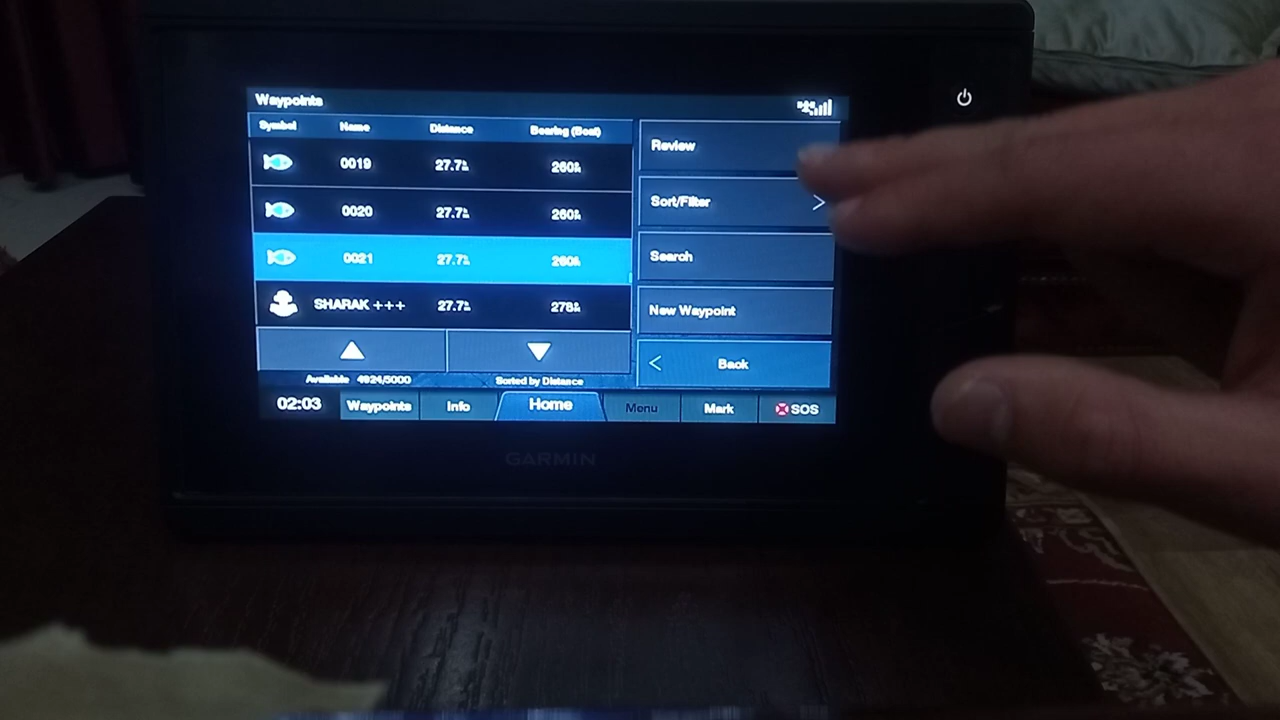 Waypoints
Symbol Name Distance Bearing (Boat)
0019 27.7 260
0020 27.7 260
0021 27.7 260
SHARAK +++ 27.7 278
Available 4924/5000 Sorted by Distance
Review
Sort/Filter >
Search
New Waypoint
< Back
02:03 Waypoints Info Home Menu Mark SOS
GARMIN